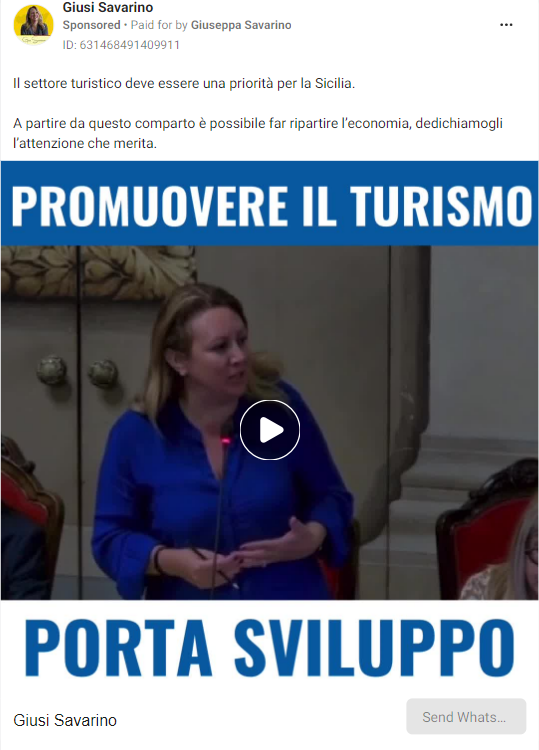 Giusi Savarino
Sponsored • Paid for by Giuseppa Savarino
ID: 631468491409911
Il settore turistico deve essere una priorità per la Sicilia.
A partire da questo comparto è possibile far ripartire l'economia, dedichiamogli
l'attenzione che merita.
PROMUOVERE IL TURISMO
PORTA SVILUPPO
Giusi Savarino
Send Whats...